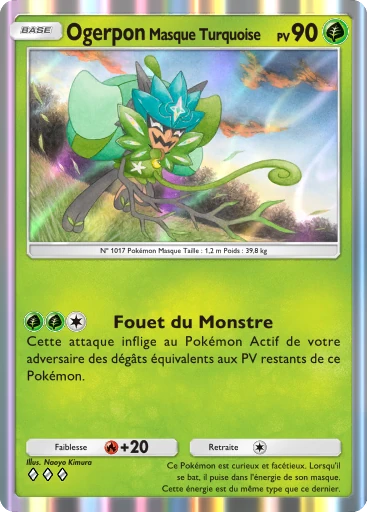 BASE
Ogerpon Masque Turquoise PV 90
N° 1017 Pokémon Masque Taille : 1,2 m Poids : 39,8 kg
Fouet du Monstre
Cette attaque inflige au Pokémon Actif de votre
adversaire des dégâts équivalents aux PV restants de ce
Pokémon.
Faiblesse +20 Retraite
Illus. Naoyo Kimura
Ce Pokémon est curieux et facétieux. Lorsqu'il
se bat, il puise dans l'énergie de son masque.
Cette énergie est du même type que ce dernier.